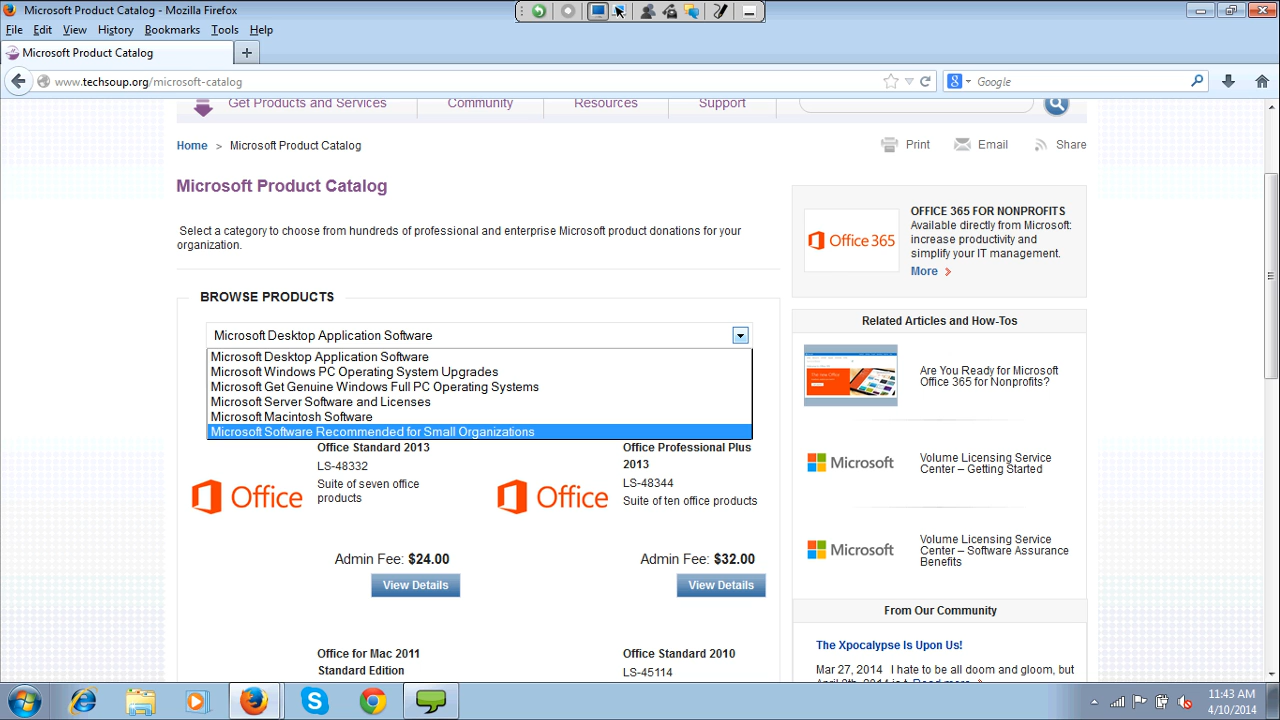 Microsoft Product Catalog - Mozilla Firefox
File Edit View History Bookmarks Tools Help
Microsoft Product Catalog
www.techsoup.org/microsoft-catalog
Google
Get Products and Services
Community
Resources
Support
Home > Microsoft Product Catalog
Print
Email
Share
Microsoft Product Catalog
Select a category to choose from hundreds of professional and enterprise Microsoft product donations for your
organization.
BROWSE PRODUCTS
Microsoft Desktop Application Software
Microsoft Desktop Application Software
Microsoft Windows PC Operating System Upgrades
Microsoft Get Genuine Windows Full PC Operating Systems
Microsoft Server Software and Licenses
Microsoft Macintosh Software
Microsoft Software Recommended for Small Organizations
Office
Office Standard 2013
LS-48332
Suite of seven office
products
Admin Fee: $24.00
View Details
Office
Office Professional Plus
2013
LS-48344
Suite of ten office products
Admin Fee: $32.00
View Details
Office for Mac 2011
Standard Edition
Office Standard 2010
LS-45114
Office 365
OFFICE 365 FOR NONPROFITS
Available directly from Microsoft:
increase productivity and
simplify your IT management.
More
Related Articles and How-Tos
Are You Ready for Microsoft
Office 365 for Nonprofits?
Microsoft
Volume Licensing Service
Center – Getting Started
Microsoft
Volume Licensing Service
Center – Software Assurance
Benefits
From Our Community
The Xpocalypse Is Upon Us!
Mar 27, 2014 I hate to be all doom and gloom, but
April 8th, 2014 is t Read more
11:43 AM
4/10/2014